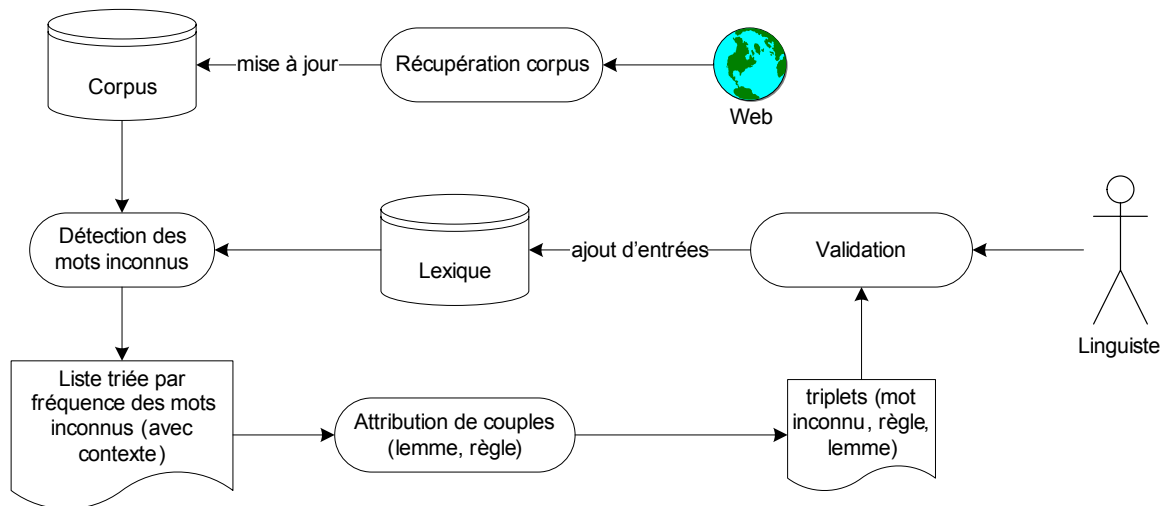 Corpus
mise à jour
Récupération corpus
Web
Détection des
mots inconnus
Lexique
ajout d'entrées
Validation
Linguiste
Liste triée par
fréquence des mots
inconnus (avec
contexte)
Attribution de couples
(lemme, règle)
triplets (mot
inconnu, règle,
lemme)